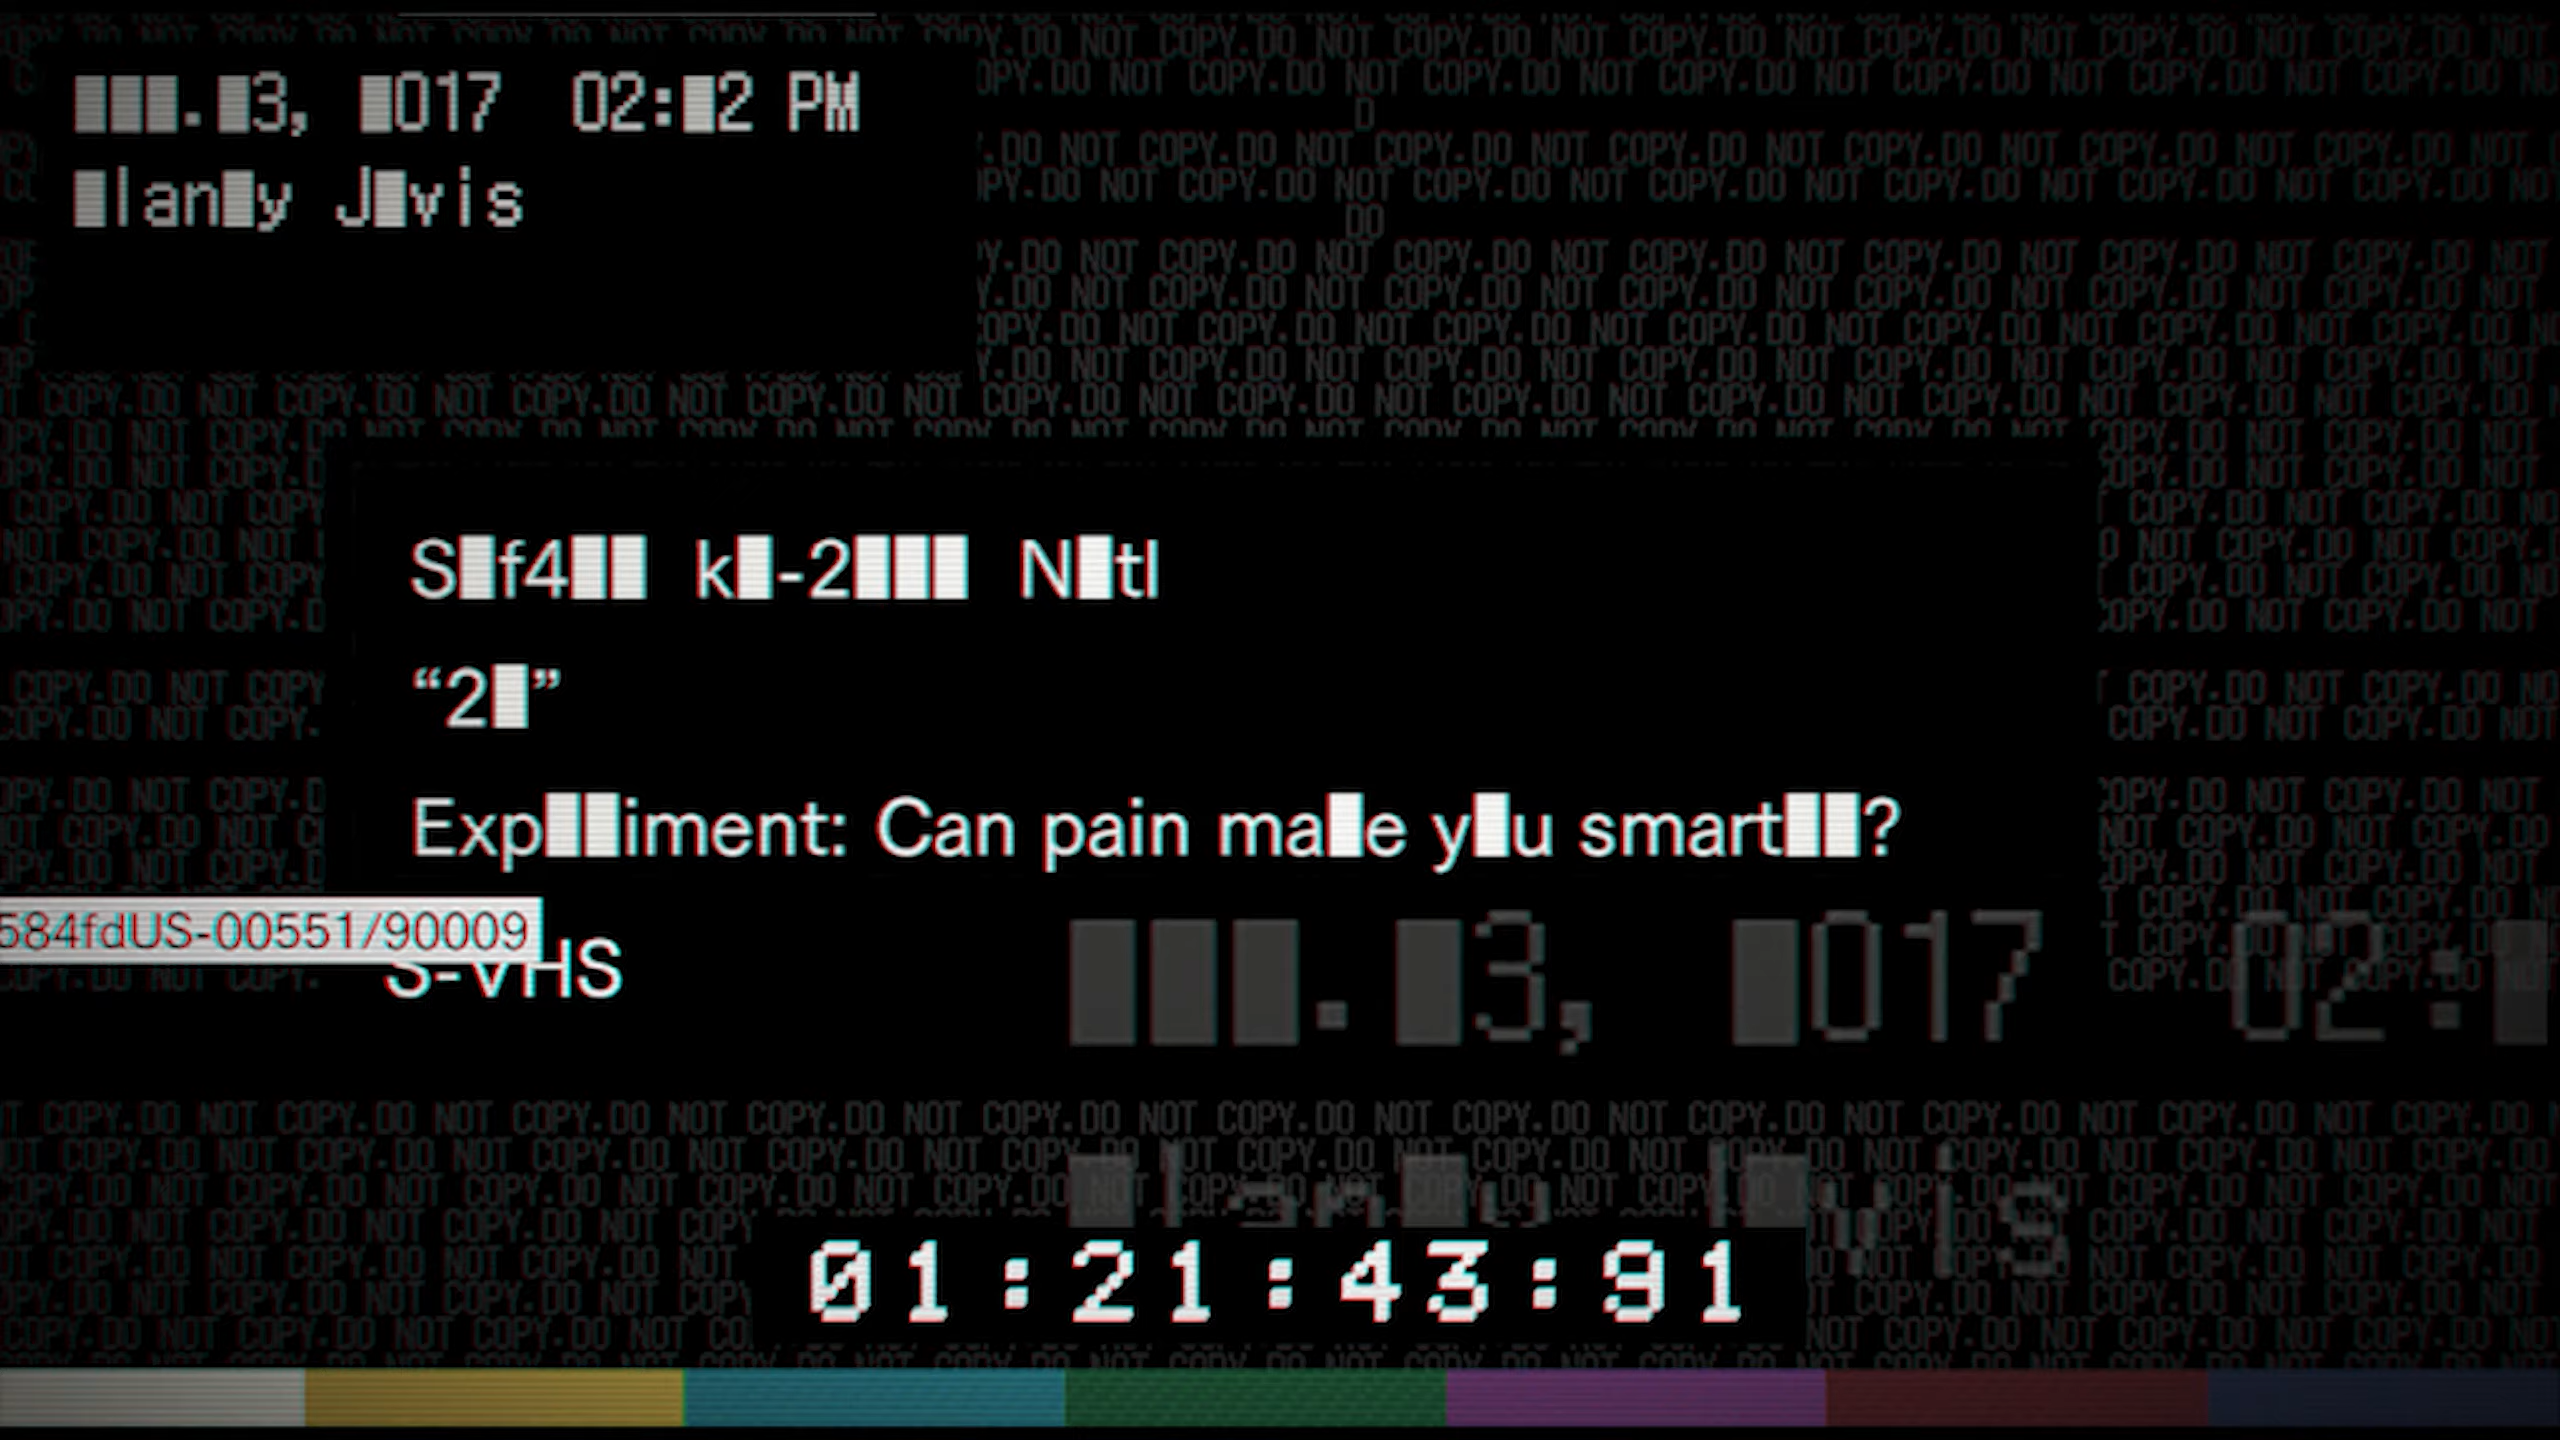 ███.█3, █017 02:█2 PM
█lan█y J█vis
S█f4██ k█-2███ N█tl
“2█”
Exp██iment: Can pain ma█e y█u smart██?
584fdUS-00551/90009
S-VHS
███.█3, █017 02:█
█lan█y J█vis
01:21:43:91
DO NOT COPY.DO NOT COPY.DO NOT COPY.DO NOT COPY.DO NOT COPY.